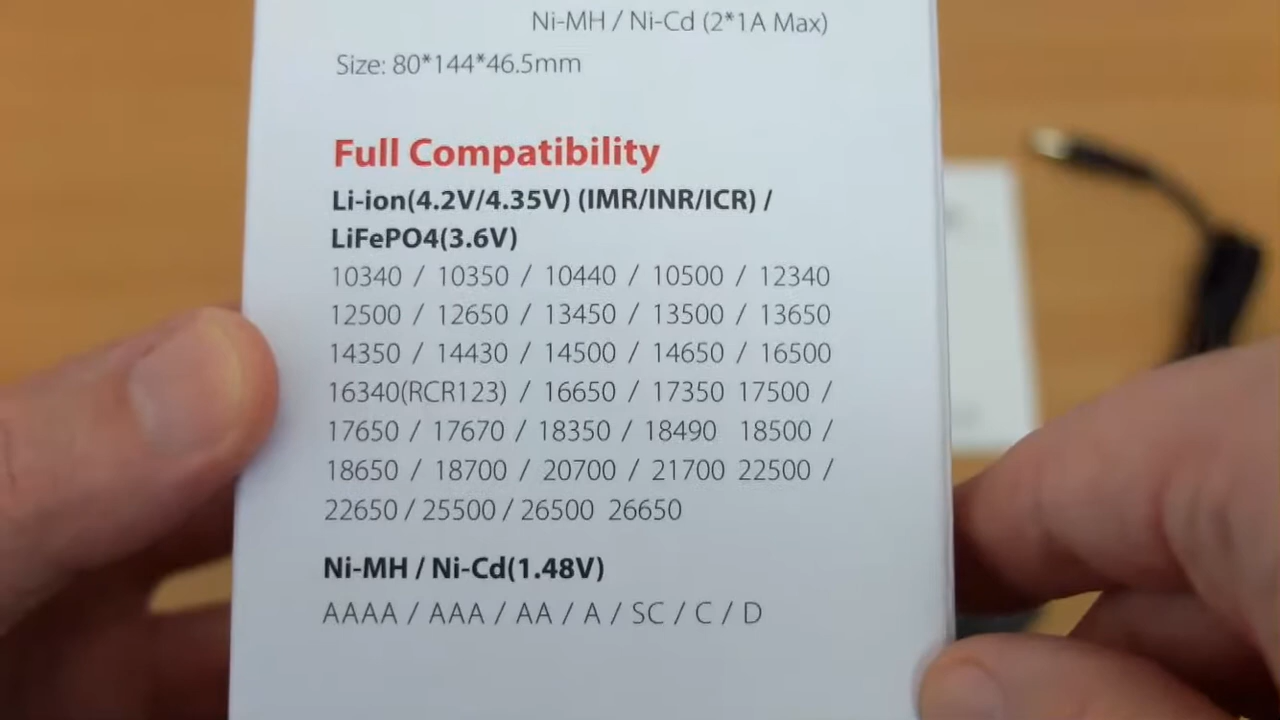 Ni-MH / Ni-Cd (2*1A Max)
Size: 80*144*46.5mm
Full Compatibility
Li-ion(4.2V/4.35V) (IMR/INR/ICR) /
LiFePO4(3.6V)
10340 / 10350 / 10440 / 10500 / 12340
12500 / 12650 / 13450 / 13500 / 13650
14350 / 14430 / 14500 / 14650 / 16500
16340(RCR123) / 16650 / 17350 17500 /
17650 / 17670 / 18350 / 18490 18500 /
18650 / 18700 / 20700 / 21700 22500 /
22650 / 25500 / 26500 26650
Ni-MH / Ni-Cd(1.48V)
AAAA / AAA / AA / A / SC / C / D